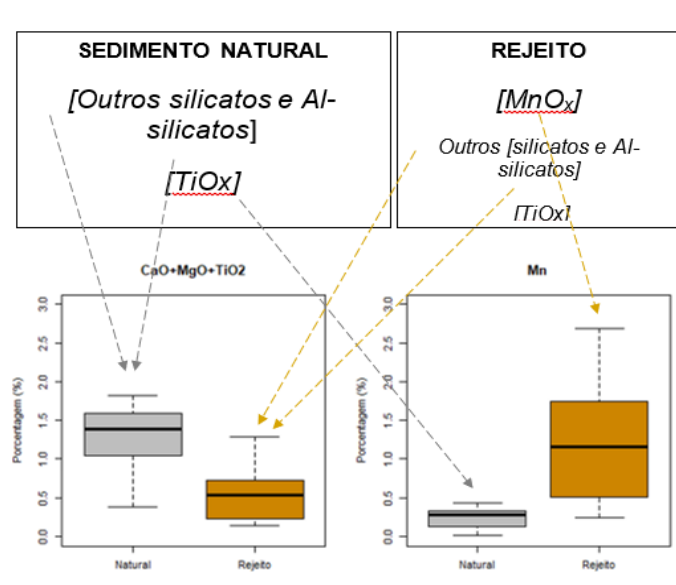 SEDIMENTO NATURAL
[Outros silicatos e Al-
silicatos]
[TiOx]
REJEITO
[MnOx]
Outros [silicatos e Al-
silicatos]
[TiOx]
CaO+MgO+TiO2
Porcentagem (%)
3.0
2.5
2.0
1.5
1.0
0.5
0.0
Natural
Rejeito
Mn
Porcentagem (%)
3.0
2.5
2.0
1.5
1.0
0.5
0.0
Natural
Rejeito